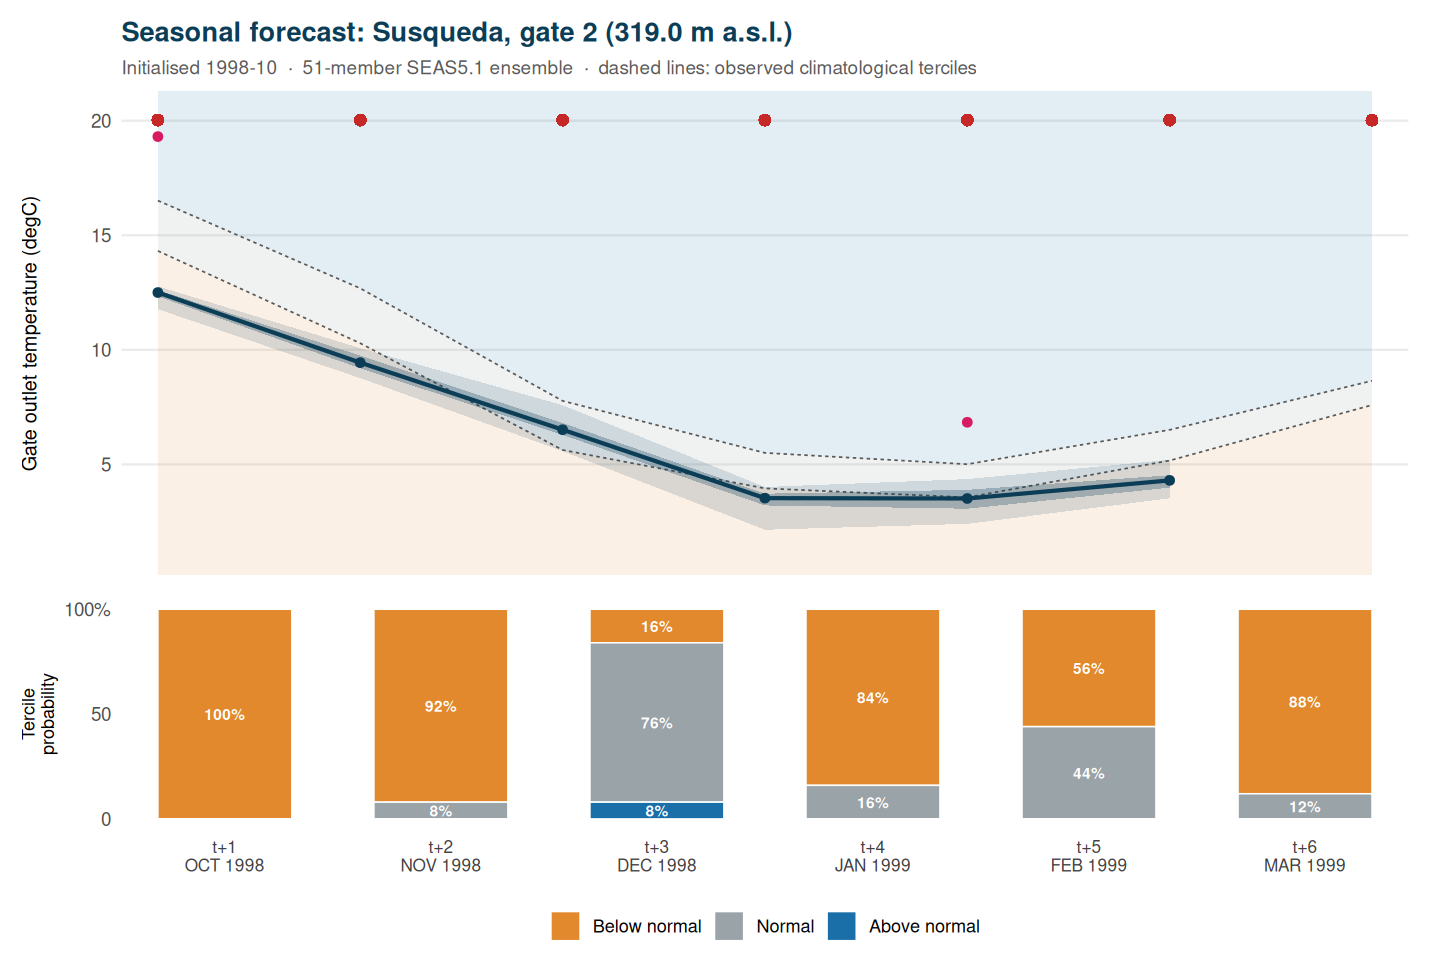 Seasonal forecast: Susqueda, gate 2 (319.0 m a.s.l.)
Initialised 1998-10 · 51-member SEAS5.1 ensemble · dashed lines: observed climatological terciles
Gate outlet temperature (degC)
20
15
10
5
Tercile
probability
100%
50
0
100%
92%
8%
16%
76%
8%
84%
16%
56%
44%
88%
12%
t+1
OCT 1998
t+2
NOV 1998
t+3
DEC 1998
t+4
JAN 1999
t+5
FEB 1999
t+6
MAR 1999
Below normal
Normal
Above normal